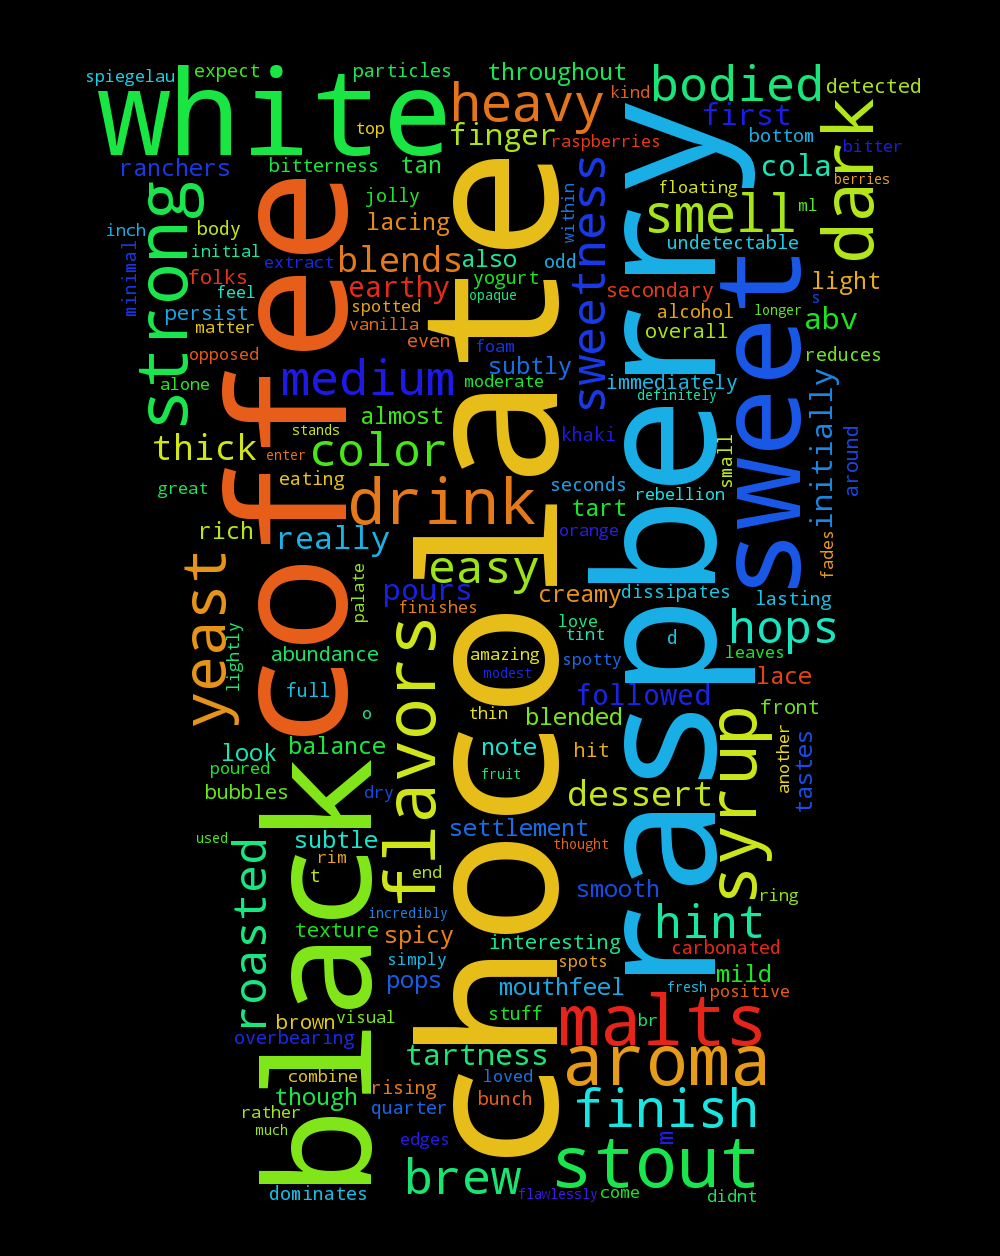 spiegelau expect particles throughout bodied detected
white heavy kind first dark
top finger raspberries bottom bitter
ranchers bitterness tan cola berries
strong coffee chocolate raspberry sweetness within floating smell ml
jolly lacing
inch body undetectable
initial extract blends also odd sweet
minimal folks feel earthy yogurt opaque secondary light s
persist spotted alcohol longer abv
matter vanilla even foam overall
opposed subtly reduces
alone medium moderate immediately definitely
almost initially
stands khaki around
thick enter color small
great eating drink seconds rebellion
tart
rich really orange fades
yeast easy
palate pours creamy dissipates lasting
finishes love hops
lightly flavors tint d
abundance amazing spotty leaves
full modest followed lace
o thin blended syrup front
look balance note hit another tastes
poured fruit
bubbles dry dessert
used subtle settlement
roasted black rim thought
t end smooth ring
incredibly hint
texture spicy interesting carbonated
simply spots mild
pops mouthfeel fresh positive
brown visual stuff malts br
overbearing tartness aroma
combine loved
though rising bunch
rather quarter finish
much edges m
brew stout
dominates flawlessly come didnt